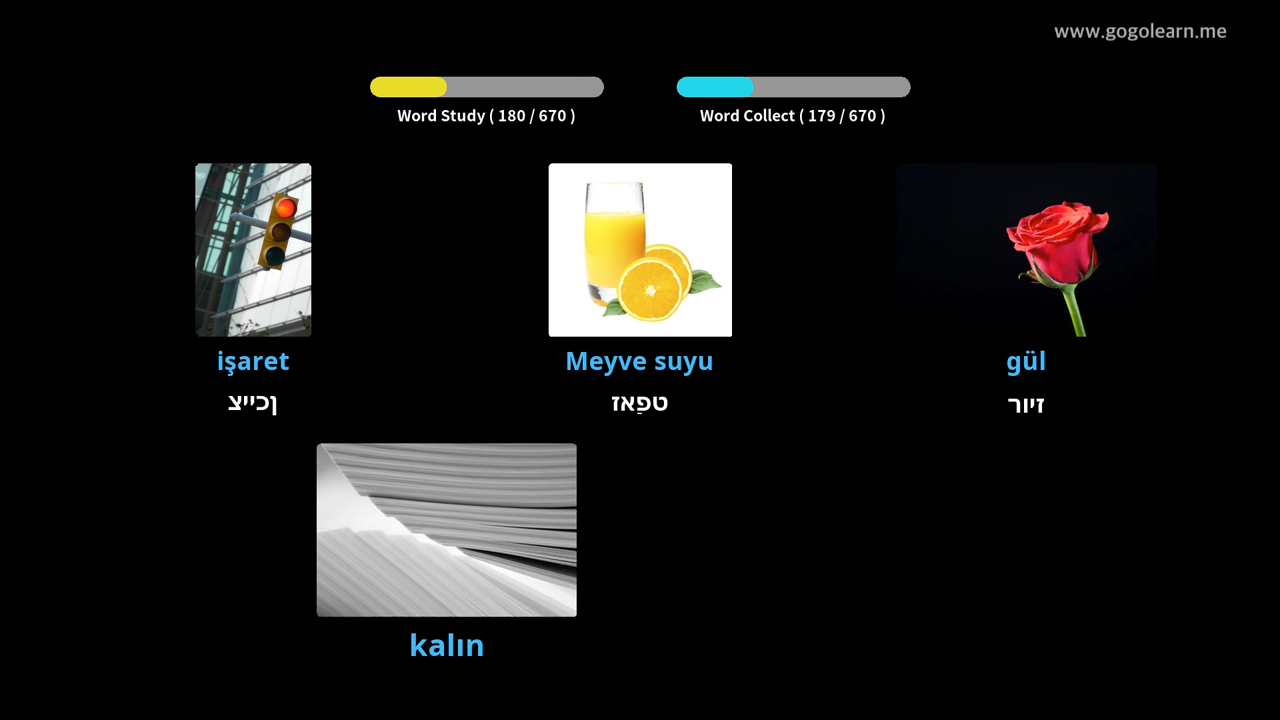 www.gogolearn.me
Word Study ( 180 / 670 )
Word Collect ( 179 / 670 )
işaret
ןכייצ
Meyve suyu
טפַאז
gül
זיור
kalın